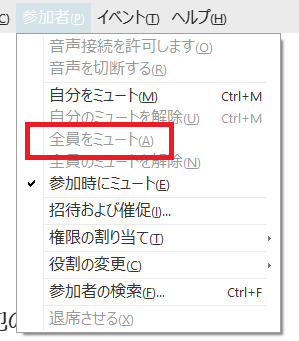 C) 参加者(P) イベント(T) ヘルプ(H)
音声接続を許可します(O)
音声を切断する(R)
自分をミュート(M) Ctrl+M
自分のミュートを解除(U) Ctrl+M
全員をミュート(A)
全員のミュートを解除(N)
✓ 参加時にミュート(E)
招待および催促(I)...
権限の割り当て(T)
役割の変更(C)
参加者の検索(F)... Ctrl+F
退席させる(X)